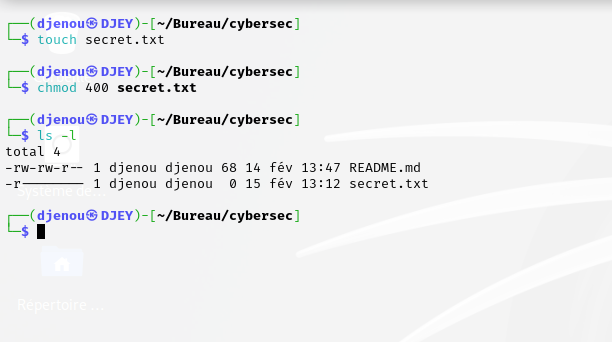 ┌──(djenou㉿DJEY)-[~/Bureau/cybersec]
└─$ touch secret.txt
┌──(djenou㉿DJEY)-[~/Bureau/cybersec]
└─$ chmod 400 secret.txt
┌──(djenou㉿DJEY)-[~/Bureau/cybersec]
└─$ ls -l
total 4
-rw-rw-r-- 1 djenou djenou 68 14 fév 13:47 README.md
-r-------- 1 djenou djenou  0 15 fév 13:12 secret.txt
Système de...
┌──(djenou㉿DJEY)-[~/Bureau/cybersec]
└─$
Répertoire ...